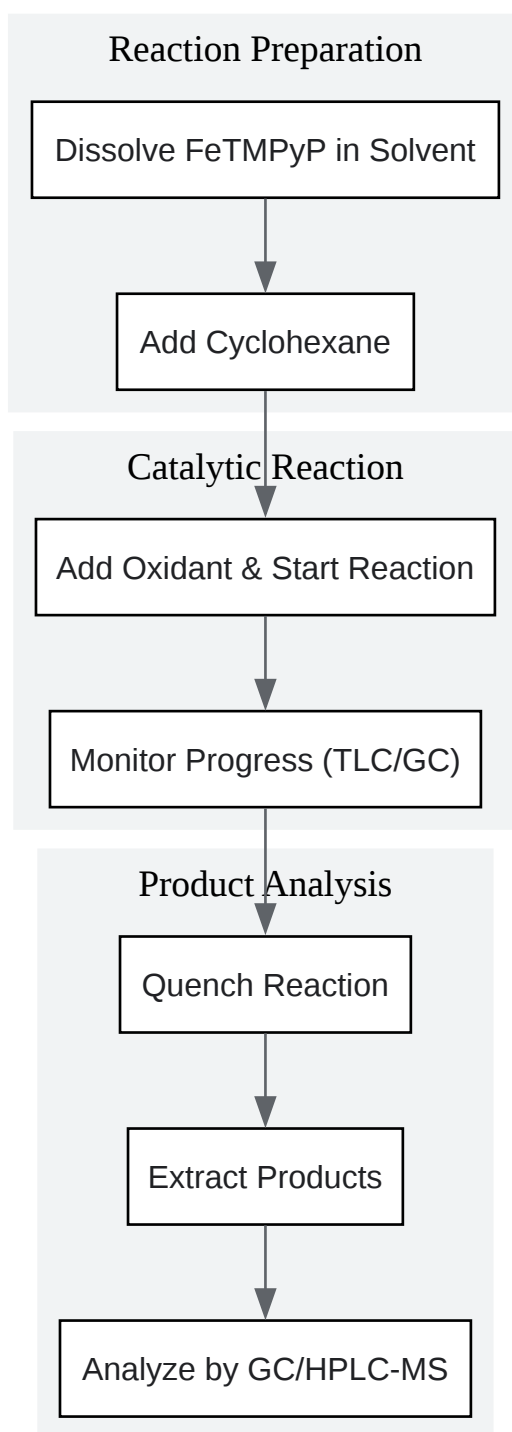 Reaction Preparation
Dissolve FeTMPyP in Solvent
Add Cyclohexane
Catalytic Reaction
Add Oxidant & Start Reaction
Monitor Progress (TLC/GC)
Product Analysis
Quench Reaction
Extract Products
Analyze by GC/HPLC-MS